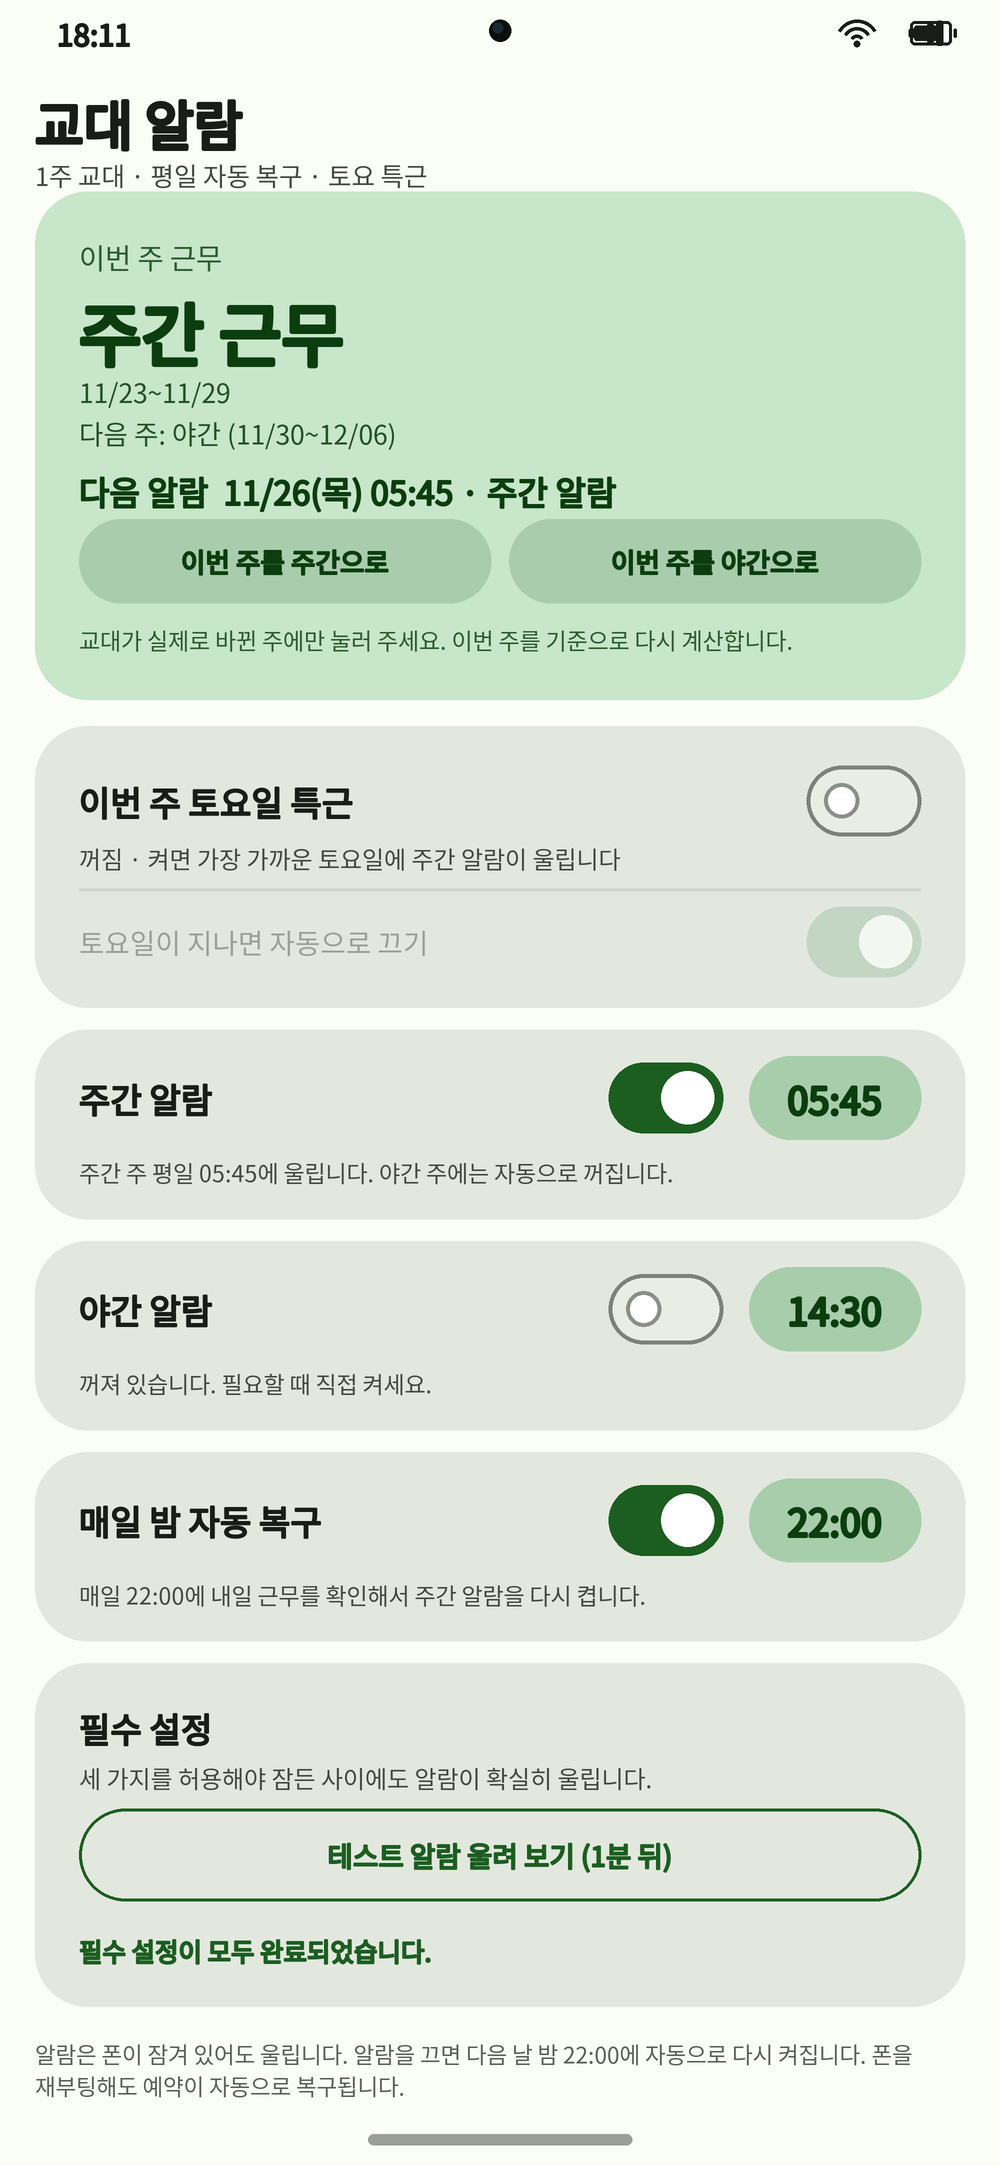 18:11
교대 알람
1주 교대 · 평일 자동 복구 · 토요 특근
이번 주 근무
주간 근무
11/23~11/29
다음 주: 야간 (11/30~12/06)
다음 알람 11/26(목) 05:45 · 주간 알람
이번 주를 주간으로
이번 주를 야간으로
교대가 실제로 바뀐 주에만 눌러 주세요. 이번 주를 기준으로 다시 계산합니다.
이번 주 토요일 특근
꺼짐 · 켜면 가장 가까운 토요일에 주간 알람이 울립니다
토요일이 지나면 자동으로 끄기
주간 알람
05:45
주간 주 평일 05:45에 울립니다. 야간 주에는 자동으로 꺼집니다.
야간 알람
14:30
꺼져 있습니다. 필요할 때 직접 켜세요.
매일 밤 자동 복구
22:00
매일 22:00에 내일 근무를 확인해서 주간 알람을 다시 켭니다.
필수 설정
세 가지를 허용해야 잠든 사이에도 알람이 확실히 울립니다.
테스트 알람 울려 보기 (1분 뒤)
필수 설정이 모두 완료되었습니다.
알람은 폰이 잠겨 있어도 울립니다. 알람을 끄면 다음 날 밤 22:00에 자동으로 다시 켜집니다. 폰을
재부팅해도 예약이 자동으로 복구됩니다.